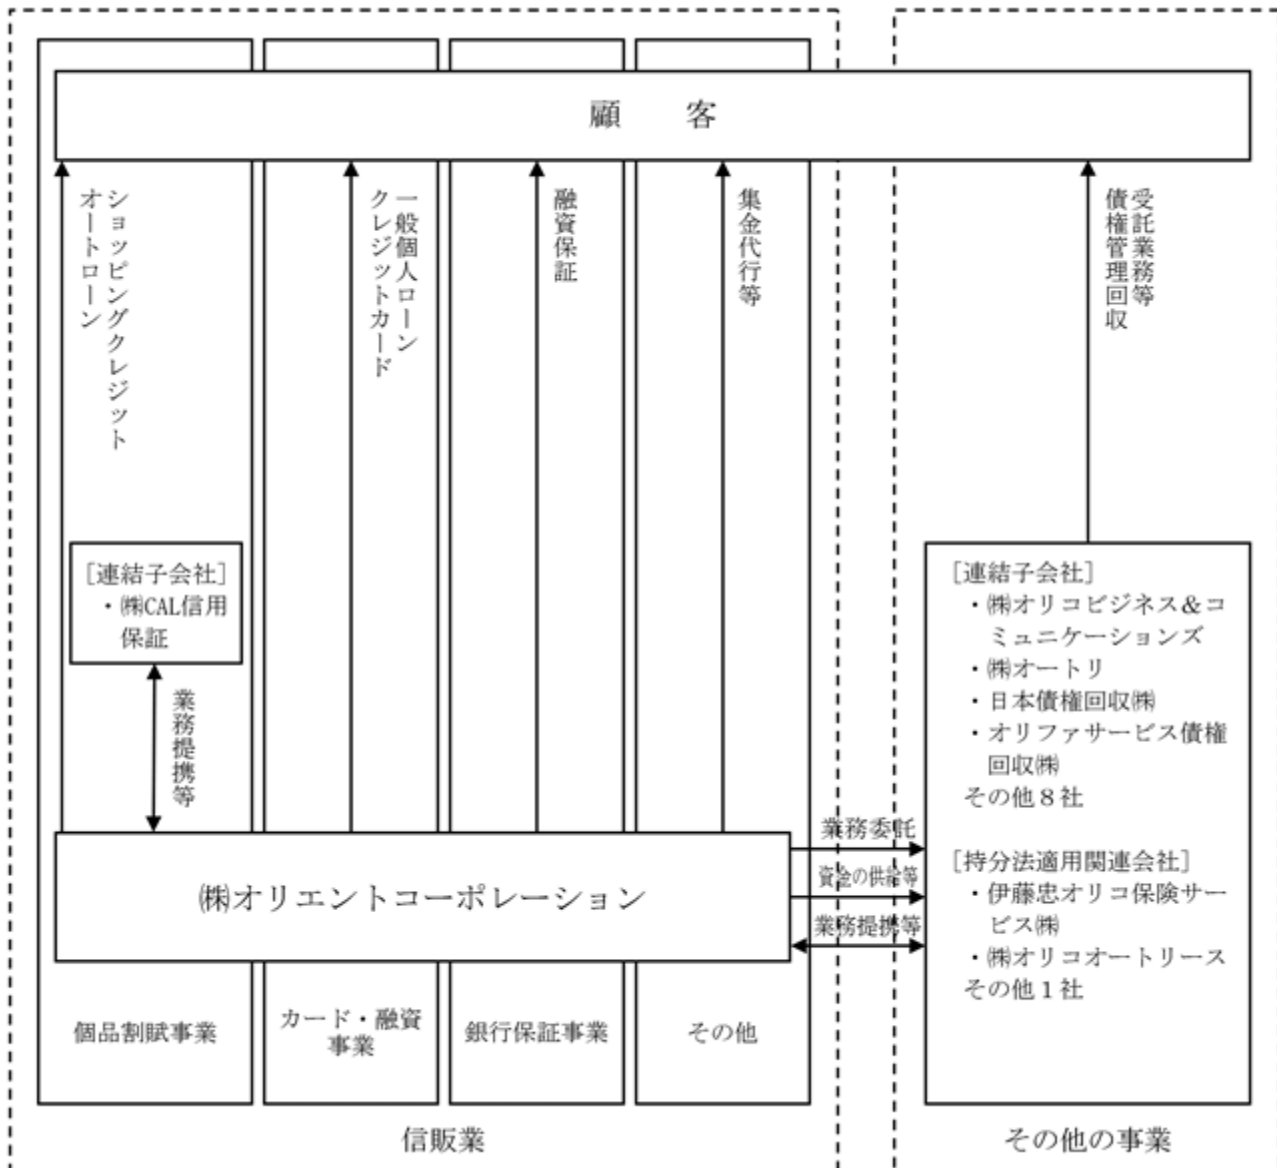 顧　　客
ショッピングクレジット
オートローン
一般個人ローン
クレジットカード
融資保証
集金代行等
受託業務等
債権管理回収
［連結子会社］
・㈱CAL信用
保証
業務提携等
㈱オリエントコーポレーション
業務委託
資金の供給等
業務提携等
［連結子会社］
・㈱オリコビジネス＆コ
ミュニケーションズ
・㈱オートリ
・日本債権回収㈱
・オリファサービス債権
回収㈱
その他８社
［持分法適用関連会社］
・伊藤忠オリコ保険サー
ビス㈱
・㈱オリコオートリース
その他１社
個品割賦事業
カード・融資
事業
銀行保証事業
その他
信販業
その他の事業